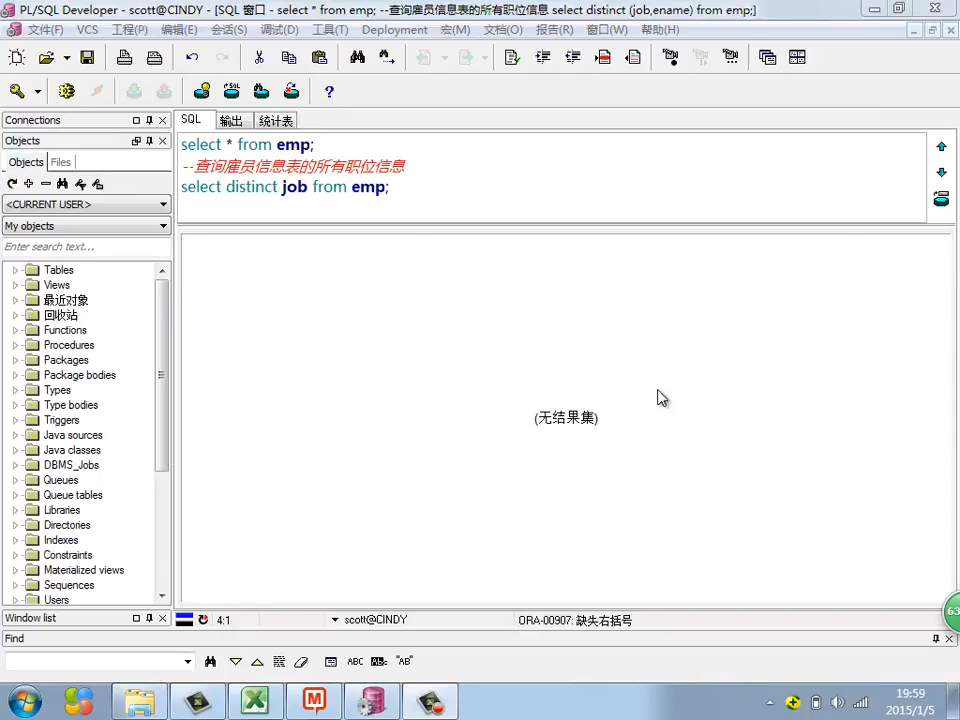 PL/SQL Developer - scott@CINDY - [SQL 窗口 - select * from emp; --查询雇员信息表的所有职位信息 select distinct (job,ename) from emp;]
文件(F) VCS 工程(P) 编辑(E) 会话(S) 调试(D) 工具(T) Deployment 宏(M) 文档(O) 报告(R) 窗口(W) 帮助(H)
Connections
SQL 输出 统计表
Objects
select * from emp;
Objects Files
--查询雇员信息表的所有职位信息
select distinct job from emp;
<CURRENT USER>
My objects
Enter search text...
Tables
Views
最近对象
回收站
Functions
Procedures
Packages
Package bodies
Types
Type bodies
Triggers
Java sources
Java classes
DBMS_Jobs
Queues
Queue tables
Libraries
Directories
Indexes
Constraints
Materialized views
Sequences
Users
(无结果集)
63
Window list
4:1 scott@CINDY ORA-00907: 缺失右括号
Find
ABC "AB"
19:59
2015/1/5